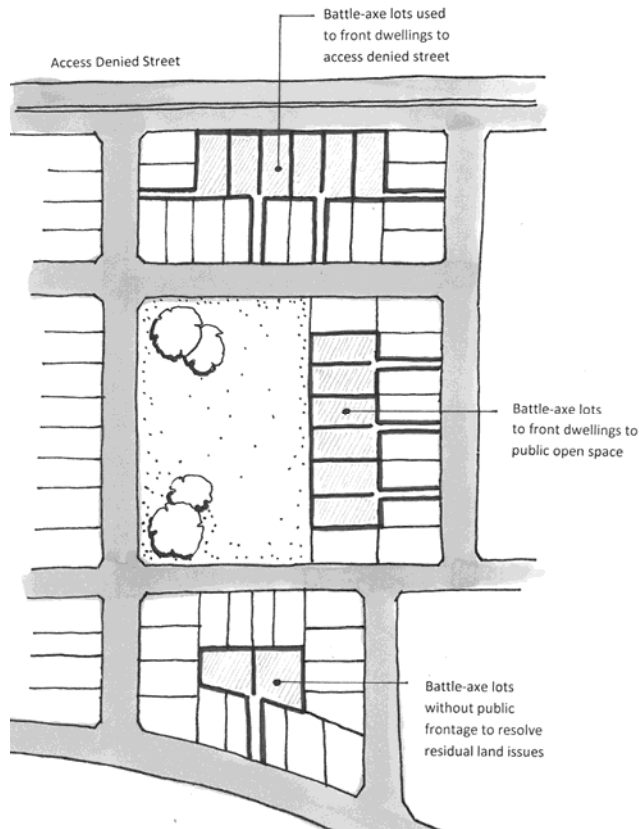 Battle-axe lots used
to front dwellings to
access denied street
Access Denied Street
Battle-axe lots
to front dwellings to
public open space
Battle-axe lots
without public
frontage to resolve
residual land issues